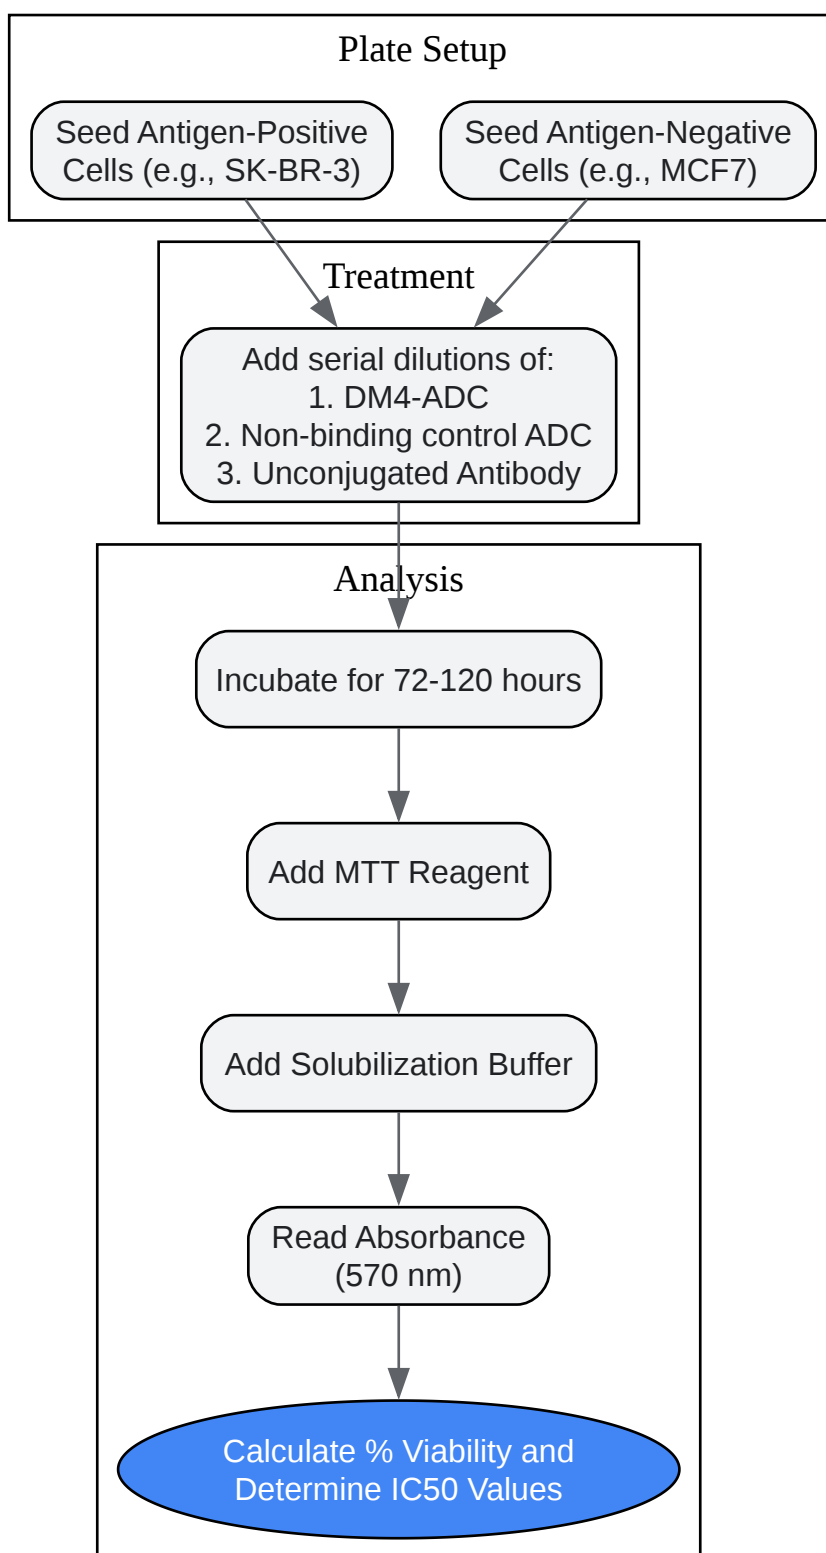 Plate Setup
Seed Antigen-Positive
Cells (e.g., SK-BR-3)
Seed Antigen-Negative
Cells (e.g., MCF7)
Treatment
Add serial dilutions of:
1. DM4-ADC
2. Non-binding control ADC
3. Unconjugated Antibody
Analysis
Incubate for 72-120 hours
Add MTT Reagent
Add Solubilization Buffer
Read Absorbance
(570 nm)
Calculate % Viability and
Determine IC50 Values